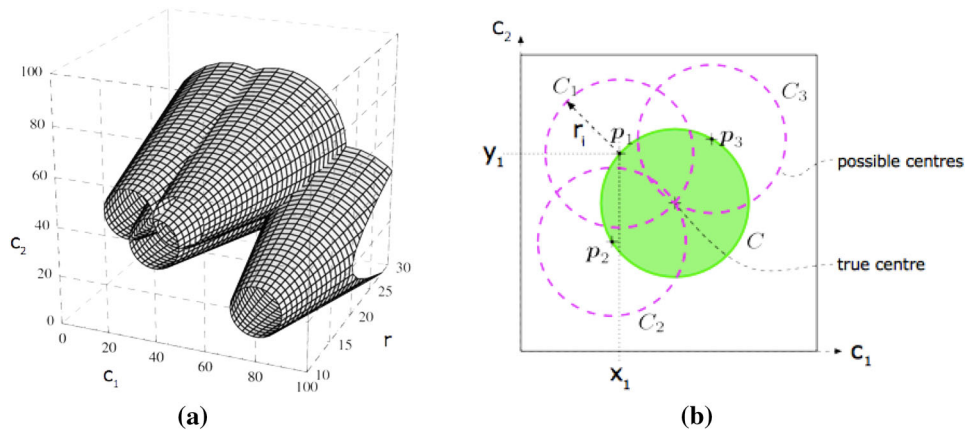 100
80
60
40
20
0
C₂
0
20
40
60
80
100
C₁
10
15
20
25
30
r
(a)
C₂
C₁
rᵢ
p₁
C₃
p₃
y₁
possible centres
p₂
C
true centre
C₂
C₁
x₁
(b)